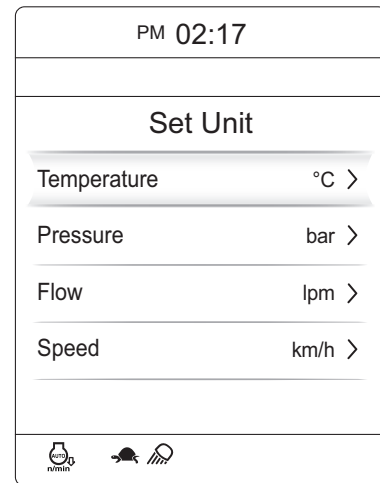 PM 02:17
Set Unit
Temperature °C
Pressure bar
Flow lpm
Speed km/h
AUTO
n/min